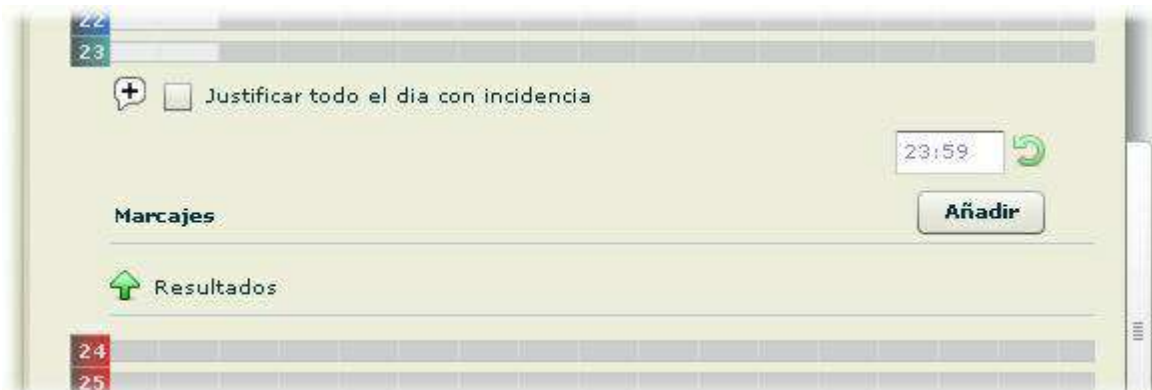 22
23
Justificar todo el dia con incidencia
23:59
Marcajes
Añadir
Resultados
24
25